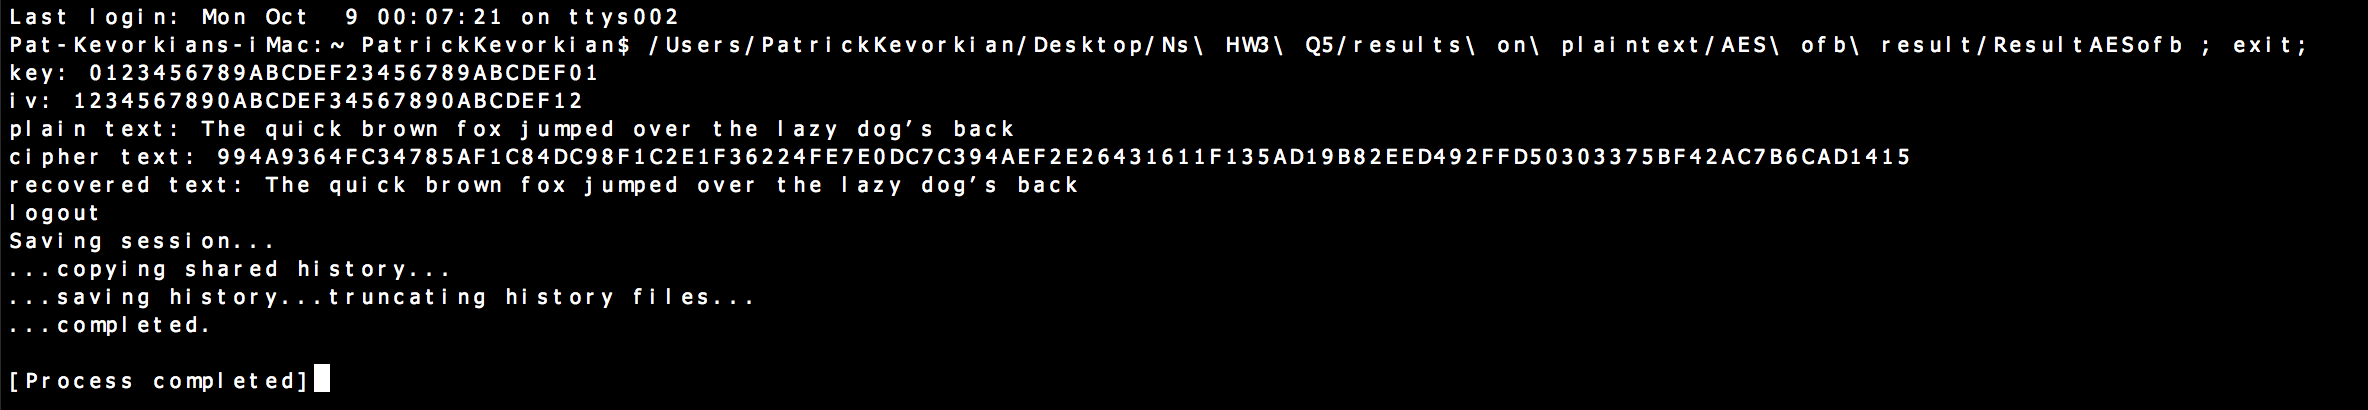 Last login: Mon Oct  9 00:07:21 on ttys002
Pat-Kevorkians-iMac:~ PatrickKevorkian$ /Users/PatrickKevorkian/Desktop/Ns\ HW3\ Q5/results\ on\ plaintext/AES\ ofb\ result/ResultAESofb ; exit;
key: 0123456789ABCDEF23456789ABCDEF01
iv: 1234567890ABCDEF34567890ABCDEF12
plain text: The quick brown fox jumped over the lazy dog’s back
cipher text: 994A9364FC34785AF1C84DC98F1C2E1F36224FE7E0DC7C394AEF2E26431611F135AD19B82EED492FFD50303375BF42AC7B6CAD1415
recovered text: The quick brown fox jumped over the lazy dog’s back
logout
Saving session...
...copying shared history...
...saving history...truncating history files...
...completed.
[Process completed]